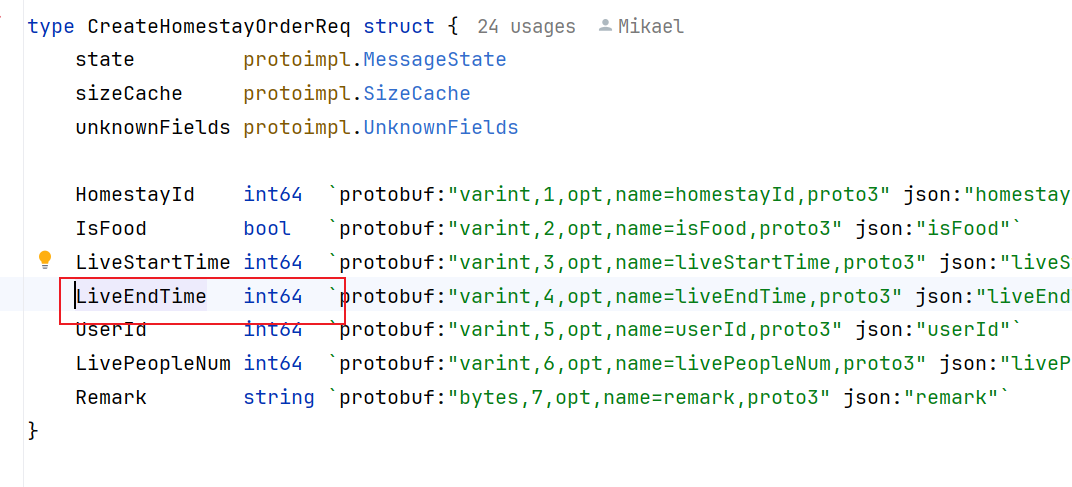 type CreateHomestayOrderReq struct { 24 usages Mikael
state protoimpl.MessageState
sizeCache protoimpl.SizeCache
unknownFields protoimpl.UnknownFields
HomestayId int64 `protobuf:"varint,1,opt,name=homestayId,proto3" json:"homestay
IsFood bool `protobuf:"varint,2,opt,name=isFood,proto3" json:"isFood"`
LiveStartTime int64 `protobuf:"varint,3,opt,name=liveStartTime,proto3" json:"liveS
LiveEndTime int64 `protobuf:"varint,4,opt,name=liveEndTime,proto3" json:"liveEnd
UserId int64 `protobuf:"varint,5,opt,name=userId,proto3" json:"userId"`
LivePeopleNum int64 `protobuf:"varint,6,opt,name=livePeopleNum,proto3" json:"liveP
Remark string `protobuf:"bytes,7,opt,name=remark,proto3" json:"remark"`
}